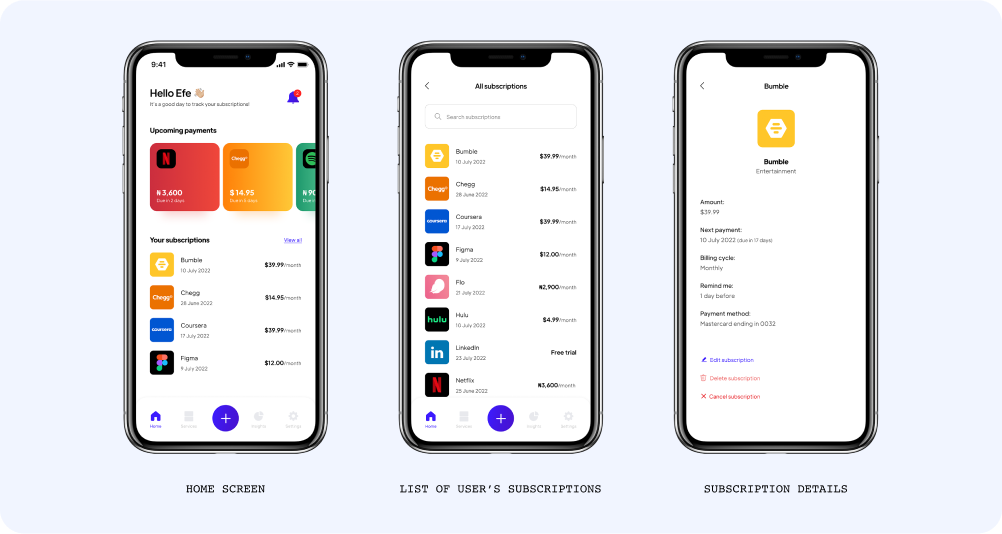 9:41
Hello Efe 👋🏼
It's a good day to track your subscriptions!
2
Upcoming payments
N
Chegg
₦3,600
Due in 2 days
$14.95
₦90
Your subscriptions
View all
Bumble
10 July 2022
$39.99/month
Chegg
Chegg
28 June 2022
$14.95/month
coursera
Coursera
17 July 2022
$39.99/month
Figma
9 July 2022
$12.00/month
Home
Services
+
Insights
Settings
HOME SCREEN
All subscriptions
Search subscriptions
Bumble
10 July 2022
$39.99/month
Chegg
Chegg
28 June 2022
$14.95/month
coursera
Coursera
17 July 2022
$39.99/month
Figma
9 July 2022
$12.00/month
Flo
21 July 2022
₦2,900/month
hulu
Hulu
10 July 2022
$4.99/month
in
LinkedIn
23 July 2022
Free trial
N
Netflix
25 June 2022
₦3,600/month
Home
Services
+
Insights
Settings
LIST OF USER'S SUBSCRIPTIONS
Bumble
Bumble
Entertainment
Amount:
$39.99
Next payment:
10 July 2022 (due in 17 days)
Billing cycle:
Monthly
Remind me:
1 day before
Payment method:
Mastercard ending in 0032
Edit subscription
Delete subscription
Cancel subscription
SUBSCRIPTION DETAILS